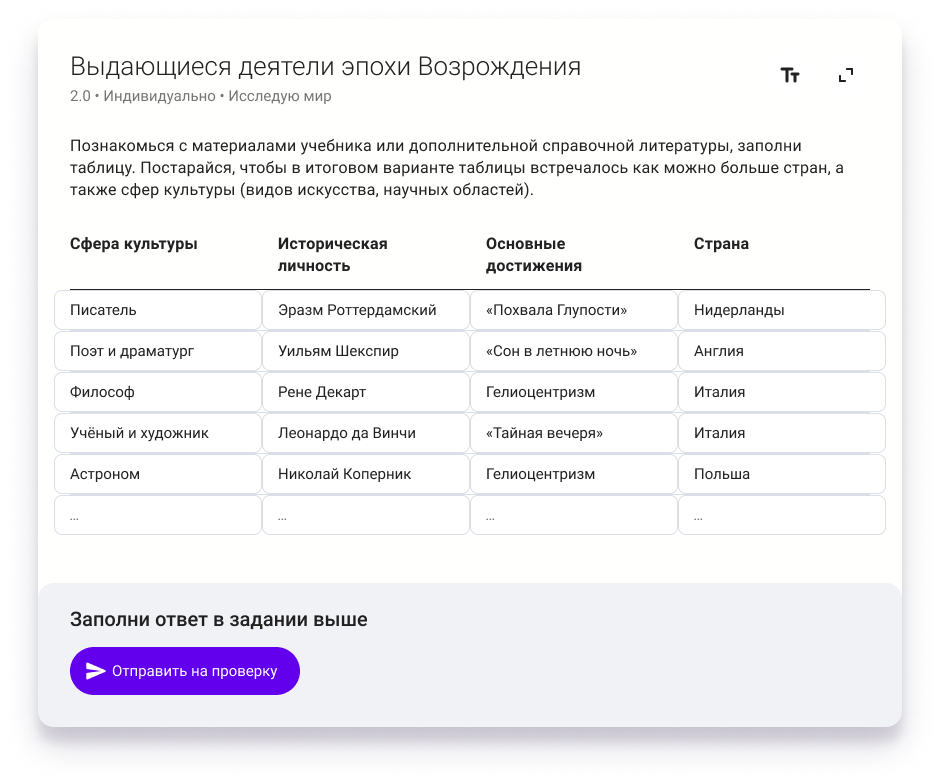 Выдающиеся деятели эпохи Возрождения
2.0 • Индивидуально • Исследую мир
Познакомься с материалами учебника или дополнительной справочной литературы, заполни
таблицу. Постарайся, чтобы в итоговом варианте таблицы встречалось как можно больше стран, а
также сфер культуры (видов искусства, научных областей).
Сфера культуры Историческая личность Основные достижения Страна
Писатель Эразм Роттердамский «Похвала Глупости» Нидерланды
Поэт и драматург Уильям Шекспир «Сон в летнюю ночь» Англия
Философ Рене Декарт Гелиоцентризм Италия
Учёный и художник Леонардо да Винчи «Тайная вечеря» Италия
Астроном Николай Коперник Гелиоцентризм Польша
... ... ... ...
Заполни ответ в задании выше
Отправить на проверку